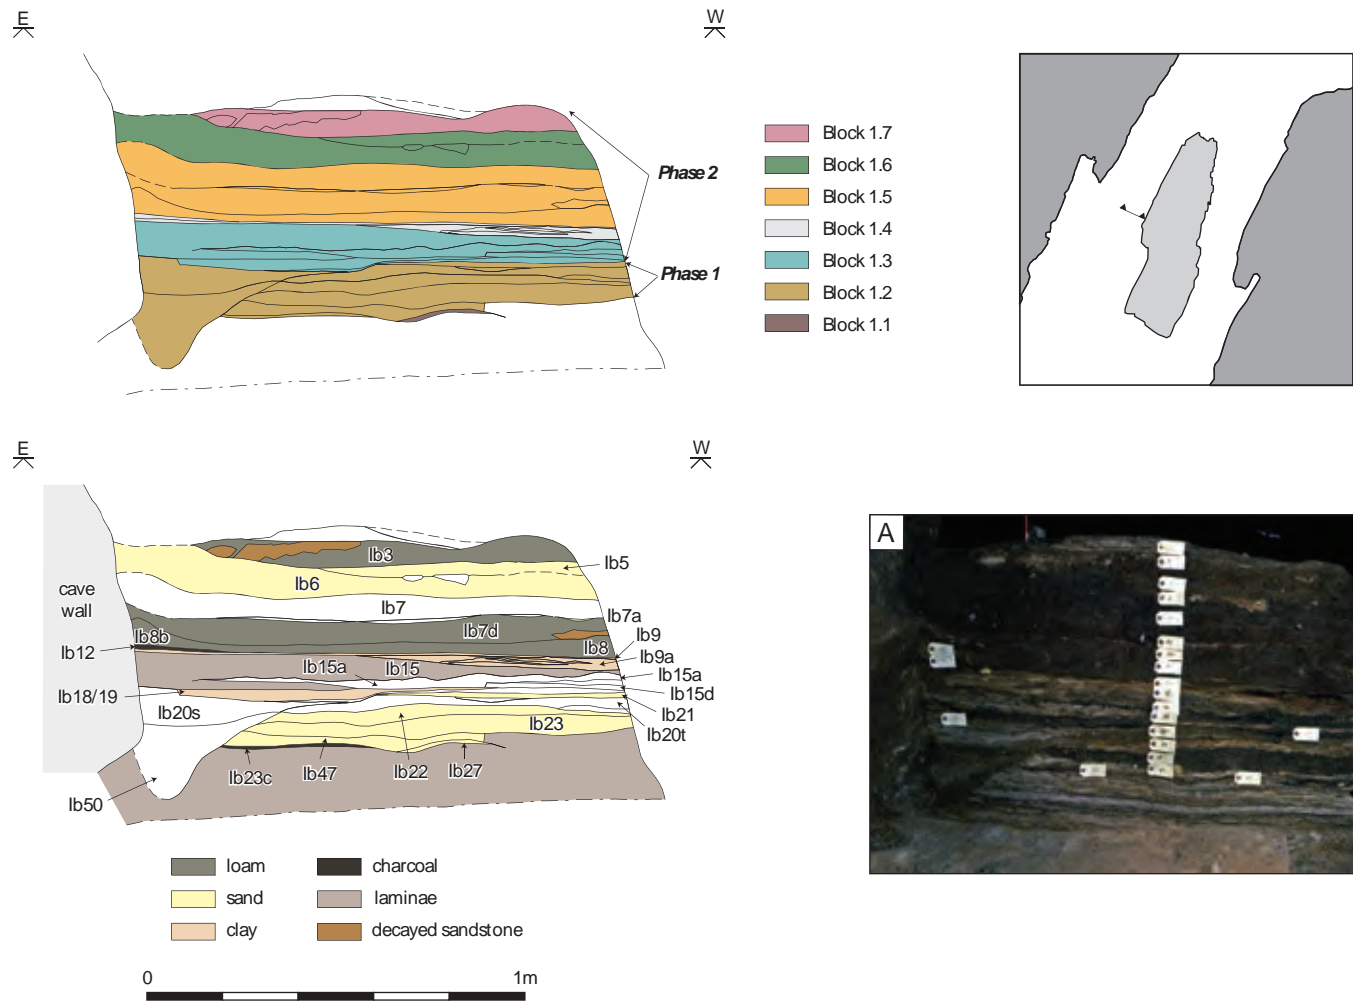 E
W
Phase 2
Phase 1
Block 1.7
Block 1.6
Block 1.5
Block 1.4
Block 1.3
Block 1.2
Block 1.1
E
W
cave
wall
Ib3
Ib5
Ib6
Ib7
Ib7a
Ib7d
Ib8b
Ib8
Ib9
Ib12
Ib9a
Ib15a
Ib15
Ib15a
Ib18/19
Ib15d
Ib20s
Ib21
Ib23
Ib20t
Ib23c
Ib47
Ib22
Ib27
Ib50
loam
sand
clay
charcoal
laminae
decayed sandstone
0
1m
A